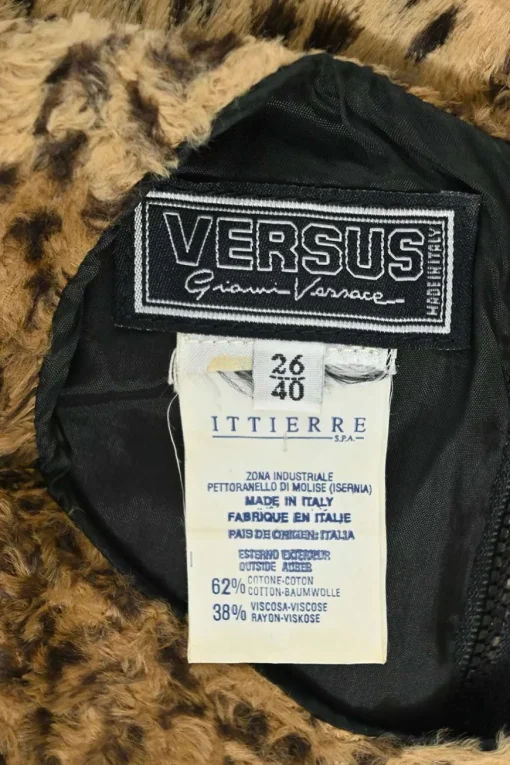 VERSUS
Gianni Versace
MADE IN ITALY
26
40
ITTIERRE
S.P.A.
ZONA INDUSTRIALE
PETTORANELLO DI MOLISE (ISERNIA)
MADE IN ITALY
FABRIQUE EN ITALIE
PAIS DE ORIGEN: ITALIA
ESTERNO EXTERIEUR
OUTSIDE AUßER
62% COTONE-COTON
COTTON-BAUMWOLLE
38% VISCOSA-VISCOSE
RAYON-VISKOSE